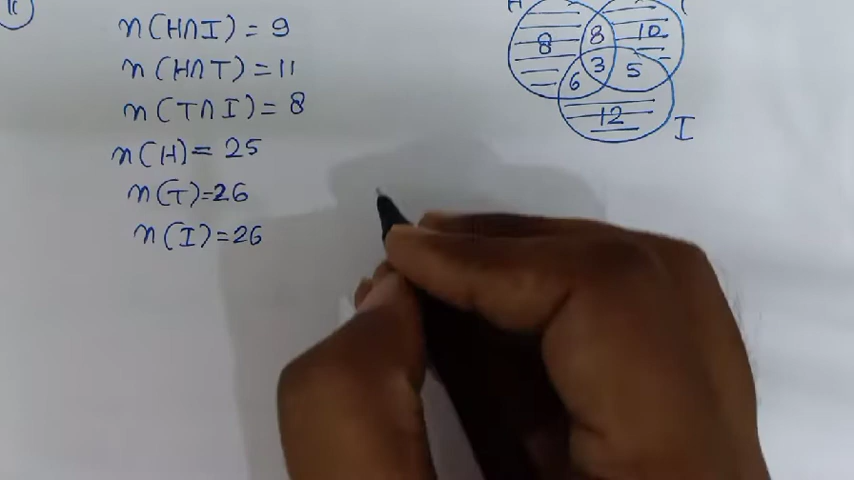 n(H∩I) = 9
n(H∩T) = 11
n(T∩I) = 8
n(H) = 25
n(T)=26
n(I)=26
H
8 8 10
3
6 5
12
I